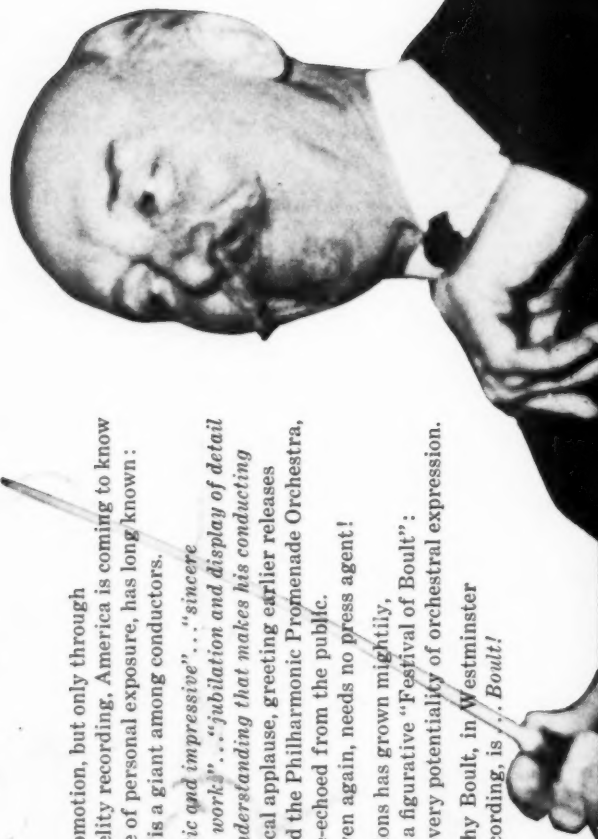 omotion, but only through
elity recording, America is coming to know
e of personal exposure, has long known:
is a giant among conductors.
ic and impressive"..."sincere
works"..."jubilation and display of detail
nderstanding that makes his conducting
cal applause, greeting earlier releases
d the Philharmonic Promenade Orchestra,
-echoed from the public.
ven again, needs no press agent!
ons has grown mightily,
a figurative "Festival of Boult":
very potentiality of orchestral expression.
hy Boult, in Westminster
cording, is ... Boult!